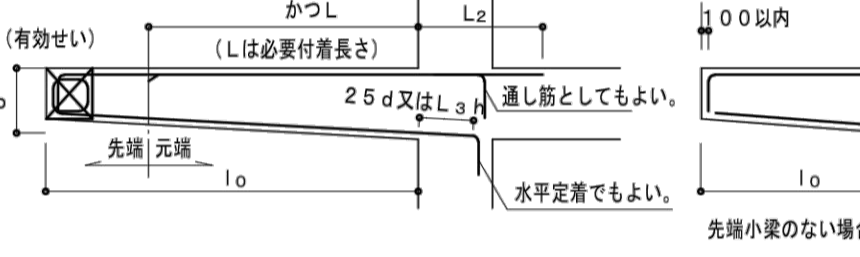 かつL
L2
100以内
(有効せい)
(Lは必要付着長さ)
25d又はL3h
通し筋としてもよい。
先端 元端
lo
水平定着でもよい。
lo
先端小梁のない場合